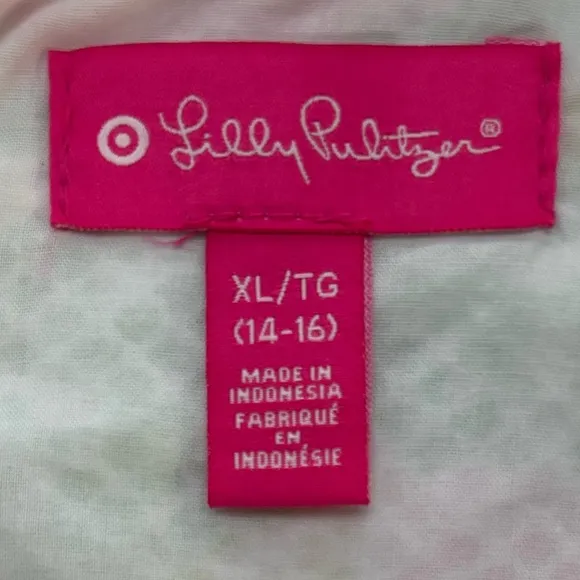 Lilly Pulitzer®
XL/TG
(14-16)
MADE IN
INDONESIA
FABRIQUÉ
EN
INDONÉSIE